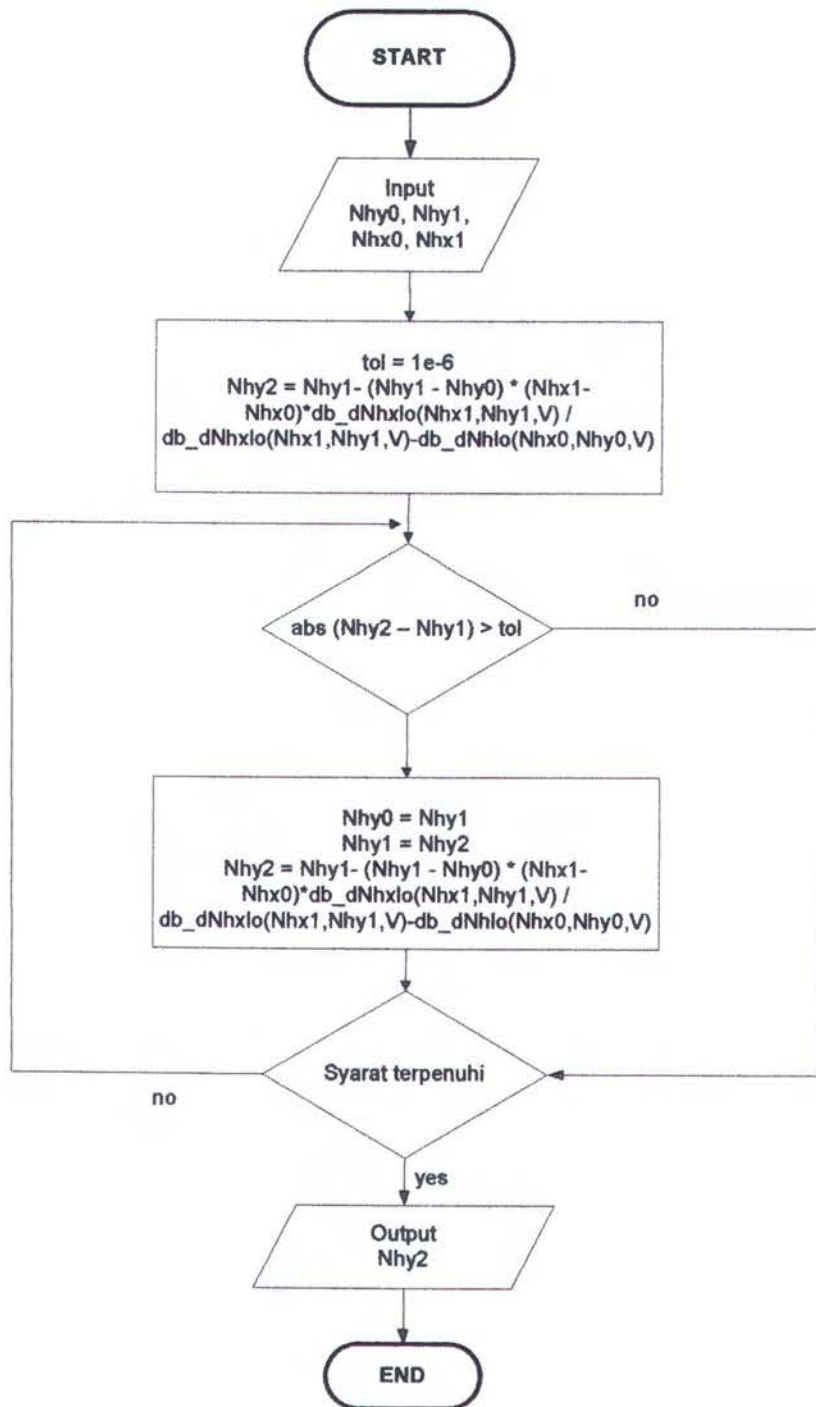 START
Input
Nhy0, Nhy1,
Nhx0, Nhx1
tol = 1e-6
Nhy2 = Nhy1- (Nhy1 - Nhy0) * (Nhx1-
Nhx0)*db_dNhxlo(Nhx1,Nhy1,V) /
db_dNhxlo(Nhx1,Nhy1,V)-db_dNhlo(Nhx0,Nhy0,V)
abs (Nhy2 – Nhy1) > tol
no
Nhy0 = Nhy1
Nhy1 = Nhy2
Nhy2 = Nhy1- (Nhy1 - Nhy0) * (Nhx1-
Nhx0)*db_dNhxlo(Nhx1,Nhy1,V) /
db_dNhxlo(Nhx1,Nhy1,V)-db_dNhlo(Nhx0,Nhy0,V)
Syarat terpenuhi
no
yes
Output
Nhy2
END